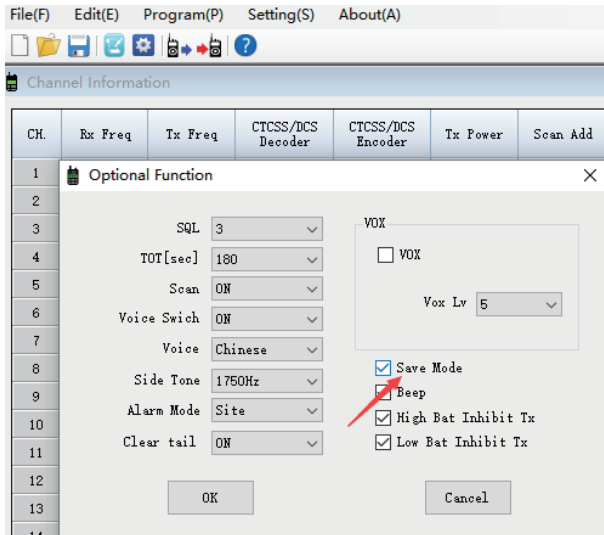 File(F) Edit(E) Program(P) Setting(S) About(A)
Channel Information
CH. Rx Freq Tx Freq CTCSS/DCS Decoder CTCSS/DCS Encoder Tx Power Scan Add
1
Optional Function
2
3
4
5
6
7
8
9
10
11
12
13
14
SQL 3
TOT[sec] 180
Scan ON
Voice Swich ON
Voice Chinese
Side Tone 1750Hz
Alarm Mode Site
Clear tail ON
VOX
VOX
Vox Lv 5
Save Mode
Beep
High Bat Inhibit Tx
Low Bat Inhibit Tx
OK
Cancel